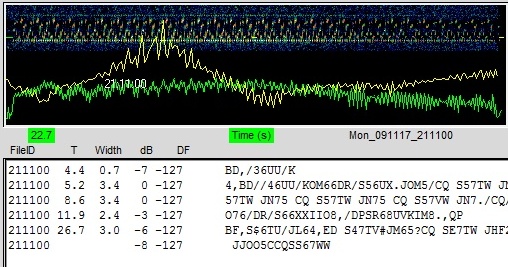 21:11:00
22.7 Time (s) Mon_091117_211100
FileID T Width dB DF
211100 4.4 0.7 -7 -127 BD,/36UU/K
211100 5.2 3.4 0 -127 4,BD//46UU/KOM66DR/S56UX.JOM5/CQ S57TW JN
211100 8.6 3.4 0 -127 57TW JN75 CQ S57TW JN75 CQ S57VW JN7./CQ/
211100 11.9 2.4 -3 -127 O76/DR/S66XXIIO8,/DPSR68UVKIM8.,QP
211100 26.7 3.0 -6 -127 BF,S$6TU/JL64,ED S47TV#JM65?CQ SE7TW JHF2
211100 -8 -127 JJOO5CCQSS67WW